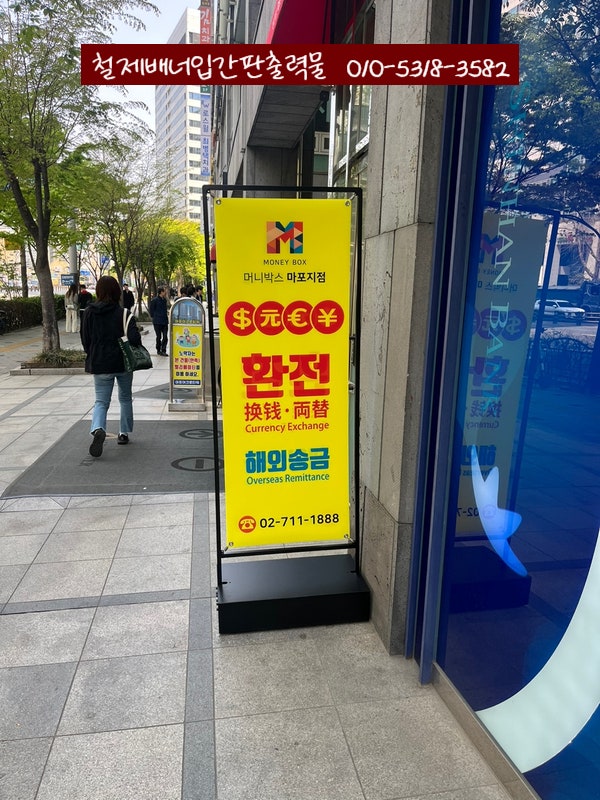 철제배너입간판출력물 010-5318-3582
M
MONEY BOX
머니박스 마포지점
$ 元 € ¥
환전
换钱·両替
Currency Exchange
해외송금
Overseas Remittance
☎ 02-711-1888